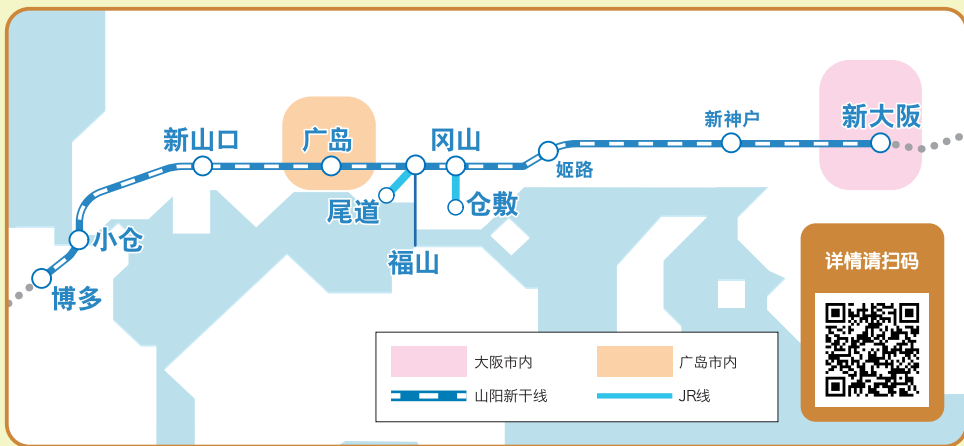 新大阪
新神户
姬路
冈山
仓敷
福山
尾道
广岛
新山口
小仓
博多
详情请扫码
大阪市内
广岛市内
山阳新干线
JR线